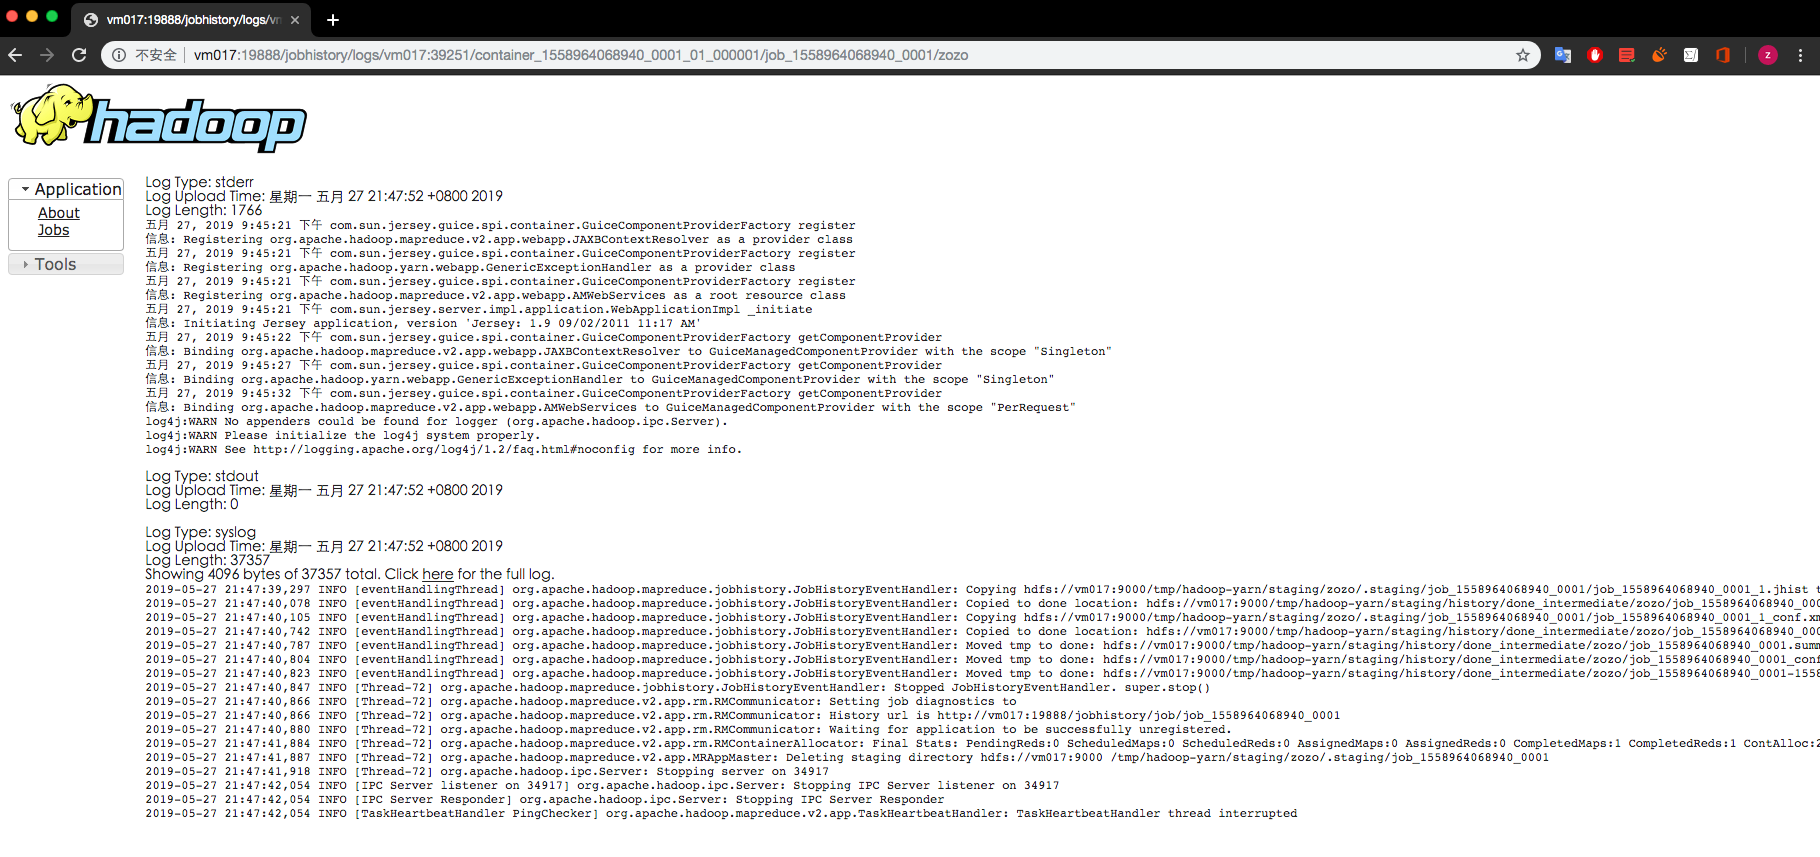 vm017:19888/jobhistory/logs/v
不安全 vm017:19888/jobhistory/logs/vm017:39251/container_1558964068940_0001_01_000001/job_1558964068940_0001/zozo
z
hadoop
Application
About
Jobs
Tools
Log Type: stderr
Log Upload Time: 星期一 五月 27 21:47:52 +0800 2019
Log Length: 1766
五月 27, 2019 9:45:21 下午 com.sun.jersey.guice.spi.container.GuiceComponentProviderFactory register
信息: Registering org.apache.hadoop.mapreduce.v2.app.webapp.JAXBContextResolver as a provider class
五月 27, 2019 9:45:21 下午 com.sun.jersey.guice.spi.container.GuiceComponentProviderFactory register
信息: Registering org.apache.hadoop.yarn.webapp.GenericExceptionHandler as a provider class
五月 27, 2019 9:45:21 下午 com.sun.jersey.guice.spi.container.GuiceComponentProviderFactory register
信息: Registering org.apache.hadoop.mapreduce.v2.app.webapp.AMWebServices as a root resource class
五月 27, 2019 9:45:21 下午 com.sun.jersey.server.impl.application.WebApplicationImpl _initiate
信息: Initiating Jersey application, version 'Jersey: 1.9 09/02/2011 11:17 AM'
五月 27, 2019 9:45:22 下午 com.sun.jersey.guice.spi.container.GuiceComponentProviderFactory getComponentProvider
信息: Binding org.apache.hadoop.mapreduce.v2.app.webapp.JAXBContextResolver to GuiceManagedComponentProvider with the scope "Singleton"
五月 27, 2019 9:45:27 下午 com.sun.jersey.guice.spi.container.GuiceComponentProviderFactory getComponentProvider
信息: Binding org.apache.hadoop.yarn.webapp.GenericExceptionHandler to GuiceManagedComponentProvider with the scope "Singleton"
五月 27, 2019 9:45:32 下午 com.sun.jersey.guice.spi.container.GuiceComponentProviderFactory getComponentProvider
信息: Binding org.apache.hadoop.mapreduce.v2.app.webapp.AMWebServices to GuiceManagedComponentProvider with the scope "PerRequest"
log4j:WARN No appenders could be found for logger (org.apache.hadoop.ipc.Server).
log4j:WARN Please initialize the log4j system properly.
log4j:WARN See http://logging.apache.org/log4j/1.2/faq.html#noconfig for more info.
Log Type: stdout
Log Upload Time: 星期一 五月 27 21:47:52 +0800 2019
Log Length: 0
Log Type: syslog
Log Upload Time: 星期一 五月 27 21:47:52 +0800 2019
Log Length: 37357
Showing 4096 bytes of 37357 total. Click here for the full log.
2019-05-27 21:47:39,297 INFO [eventHandlingThread] org.apache.hadoop.mapreduce.jobhistory.JobHistoryEventHandler: Copying hdfs://vm017:9000/tmp/hadoop-yarn/staging/zozo/.staging/job_1558964068940_0001/job_1558964068940_0001_1.jhist t
2019-05-27 21:47:40,078 INFO [eventHandlingThread] org.apache.hadoop.mapreduce.jobhistory.JobHistoryEventHandler: Copied to done location: hdfs://vm017:9000/tmp/hadoop-yarn/staging/history/done_intermediate/zozo/job_1558964068940_000
2019-05-27 21:47:40,105 INFO [eventHandlingThread] org.apache.hadoop.mapreduce.jobhistory.JobHistoryEventHandler: Copying hdfs://vm017:9000/tmp/hadoop-yarn/staging/zozo/.staging/job_1558964068940_0001/job_1558964068940_0001_1_conf.xm
2019-05-27 21:47:40,742 INFO [eventHandlingThread] org.apache.hadoop.mapreduce.jobhistory.JobHistoryEventHandler: Copied to done location: hdfs://vm017:9000/tmp/hadoop-yarn/staging/history/done_intermediate/zozo/job_1558964068940_000
2019-05-27 21:47:40,787 INFO [eventHandlingThread] org.apache.hadoop.mapreduce.jobhistory.JobHistoryEventHandler: Moved tmp to done: hdfs://vm017:9000/tmp/hadoop-yarn/staging/history/done_intermediate/zozo/job_1558964068940_0001.summ
2019-05-27 21:47:40,804 INFO [eventHandlingThread] org.apache.hadoop.mapreduce.jobhistory.JobHistoryEventHandler: Moved tmp to done: hdfs://vm017:9000/tmp/hadoop-yarn/staging/history/done_intermediate/zozo/job_1558964068940_0001_conf
2019-05-27 21:47:40,823 INFO [eventHandlingThread] org.apache.hadoop.mapreduce.jobhistory.JobHistoryEventHandler: Moved tmp to done: hdfs://vm017:9000/tmp/hadoop-yarn/staging/history/done_intermediate/zozo/job_1558964068940_0001-1558
2019-05-27 21:47:40,847 INFO [Thread-72] org.apache.hadoop.mapreduce.jobhistory.JobHistoryEventHandler: Stopped JobHistoryEventHandler. super.stop()
2019-05-27 21:47:40,866 INFO [Thread-72] org.apache.hadoop.mapreduce.v2.app.rm.RMCommunicator: Setting job diagnostics to
2019-05-27 21:47:40,866 INFO [Thread-72] org.apache.hadoop.mapreduce.v2.app.rm.RMCommunicator: History url is http://vm017:19888/jobhistory/job/job_1558964068940_0001
2019-05-27 21:47:40,880 INFO [Thread-72] org.apache.hadoop.mapreduce.v2.app.rm.RMCommunicator: Waiting for application to be successfully unregistered.
2019-05-27 21:47:41,884 INFO [Thread-72] org.apache.hadoop.mapreduce.v2.app.rm.RMContainerAllocator: Final Stats: PendingReds:0 ScheduledMaps:0 ScheduledReds:0 AssignedMaps:0 AssignedReds:0 CompletedMaps:1 CompletedReds:1 ContAlloc:2
2019-05-27 21:47:41,887 INFO [Thread-72] org.apache.hadoop.mapreduce.v2.app.MRAppMaster: Deleting staging directory hdfs://vm017:9000 /tmp/hadoop-yarn/staging/zozo/.staging/job_1558964068940_0001
2019-05-27 21:47:41,918 INFO [Thread-72] org.apache.hadoop.ipc.Server: Stopping server on 34917
2019-05-27 21:47:42,054 INFO [IPC Server listener on 34917] org.apache.hadoop.ipc.Server: Stopping IPC Server listener on 34917
2019-05-27 21:47:42,054 INFO [IPC Server Responder] org.apache.hadoop.ipc.Server: Stopping IPC Server Responder
2019-05-27 21:47:42,054 INFO [TaskHeartbeatHandler PingChecker] org.apache.hadoop.mapreduce.v2.app.TaskHeartbeatHandler: TaskHeartbeatHandler thread interrupted